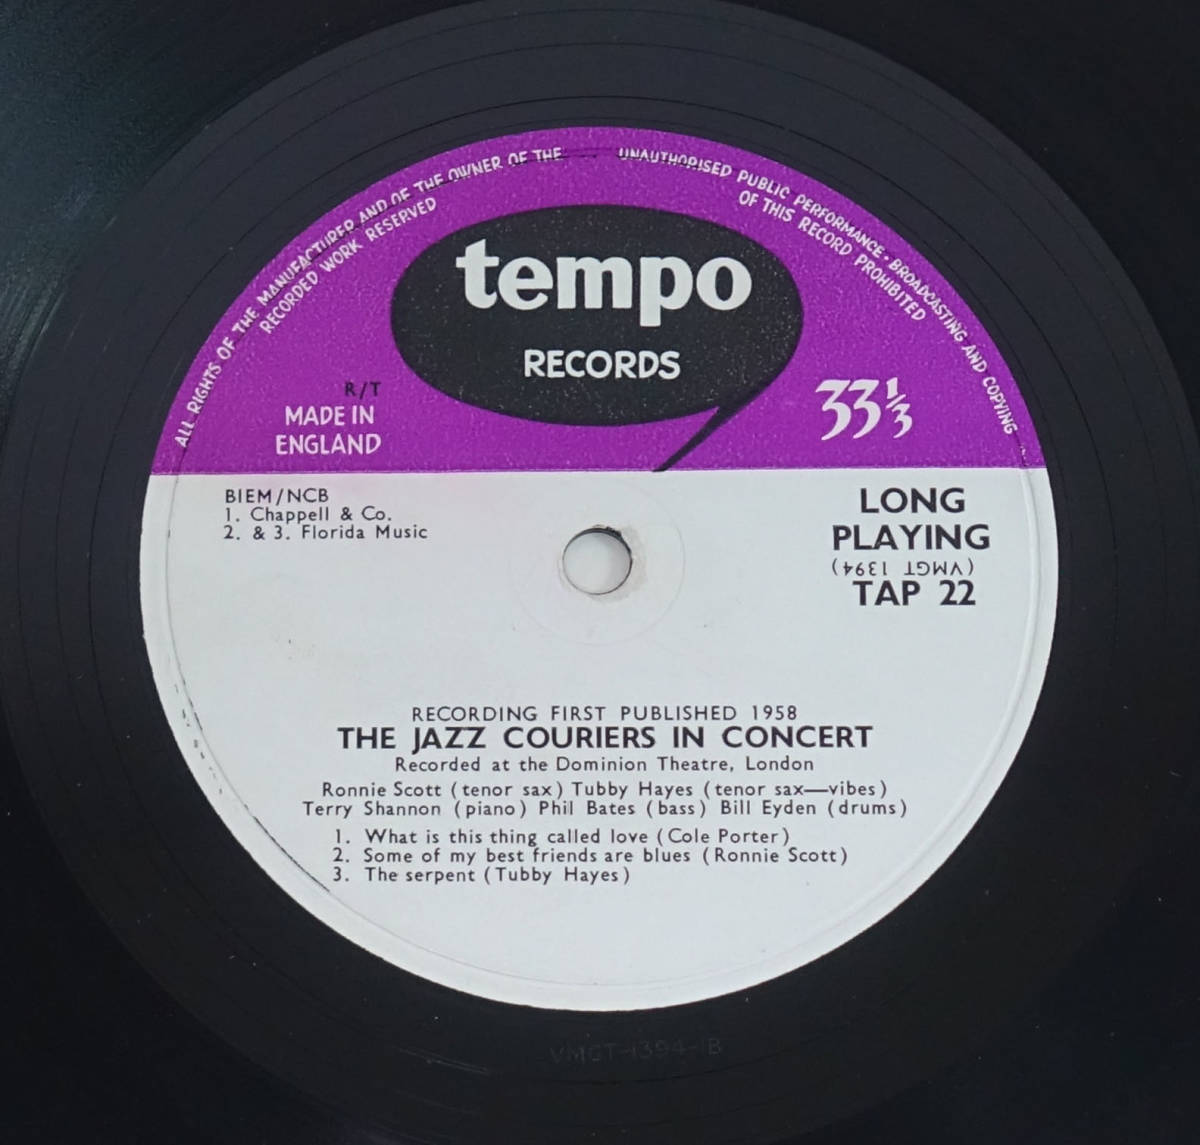 ALL RIGHTS OF THE MANUFACTURER AND OF THE OWNER OF THE
RECORDED WORK RESERVED
UNAUTHORISED PUBLIC PERFORMANCE · BROADCASTING AND COPYING
OF THIS RECORD PROHIBITED
tempo
RECORDS
R/T
MADE IN
ENGLAND
33⅓
BIEM/NCB
1. Chappell & Co.
2. & 3. Florida Music
LONG
PLAYING
(VMGT 1394)
TAP 22
RECORDING FIRST PUBLISHED 1958
THE JAZZ COURIERS IN CONCERT
Recorded at the Dominion Theatre, London
Ronnie Scott (tenor sax) Tubby Hayes (tenor sax—vibes)
Terry Shannon (piano) Phil Bates (bass) Bill Eyden (drums)
1. What is this thing called love (Cole Porter)
2. Some of my best friends are blues (Ronnie Scott)
3. The serpent (Tubby Hayes)
VMGT-1394-1B